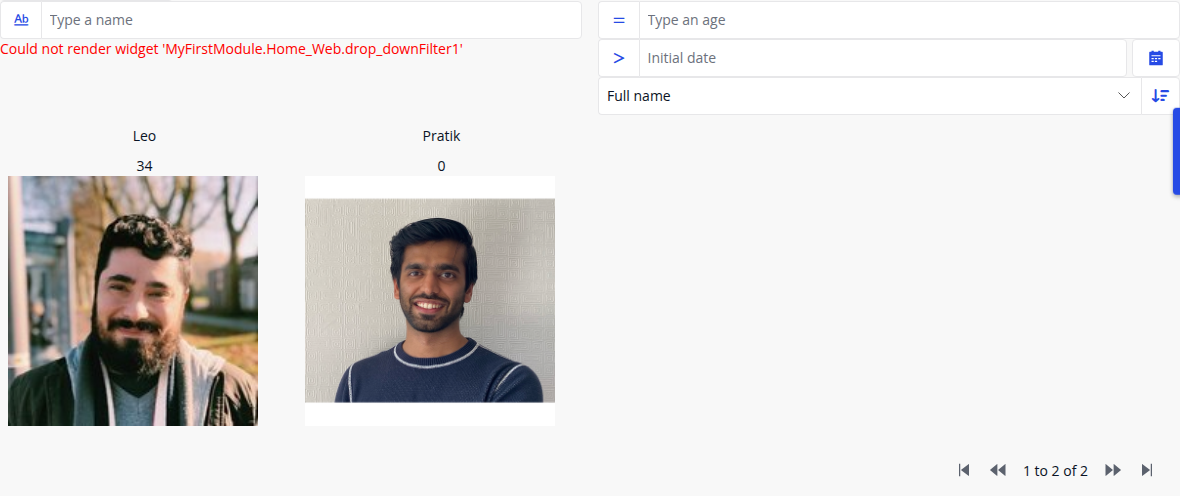 Ab Type a name
= Type an age
Could not render widget 'MyFirstModule.Home_Web.drop_downFilter1'
> Initial date
Full name
Leo
Pratik
34
0
1 to 2 of 2